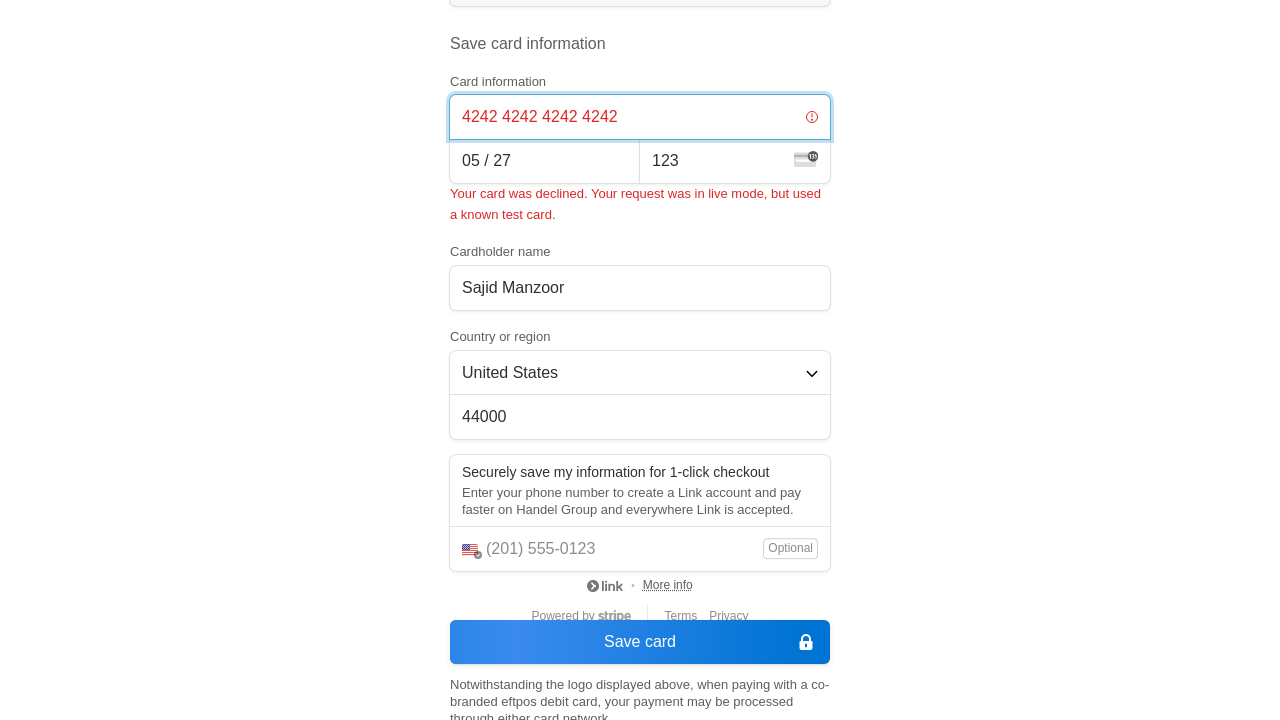 Save card information
Card information
4242 4242 4242 4242
05 / 27
123
Your card was declined. Your request was in live mode, but used
a known test card.
Cardholder name
Sajid Manzoor
Country or region
United States
44000
Securely save my information for 1-click checkout
Enter your phone number to create a Link account and pay
faster on Handel Group and everywhere Link is accepted.
(201) 555-0123
Optional
link • More info
Powered by stripe
Terms Privacy
Save card
Notwithstanding the logo displayed above, when paying with a co-
branded eftpos debit card, your payment may be processed
through either card network.